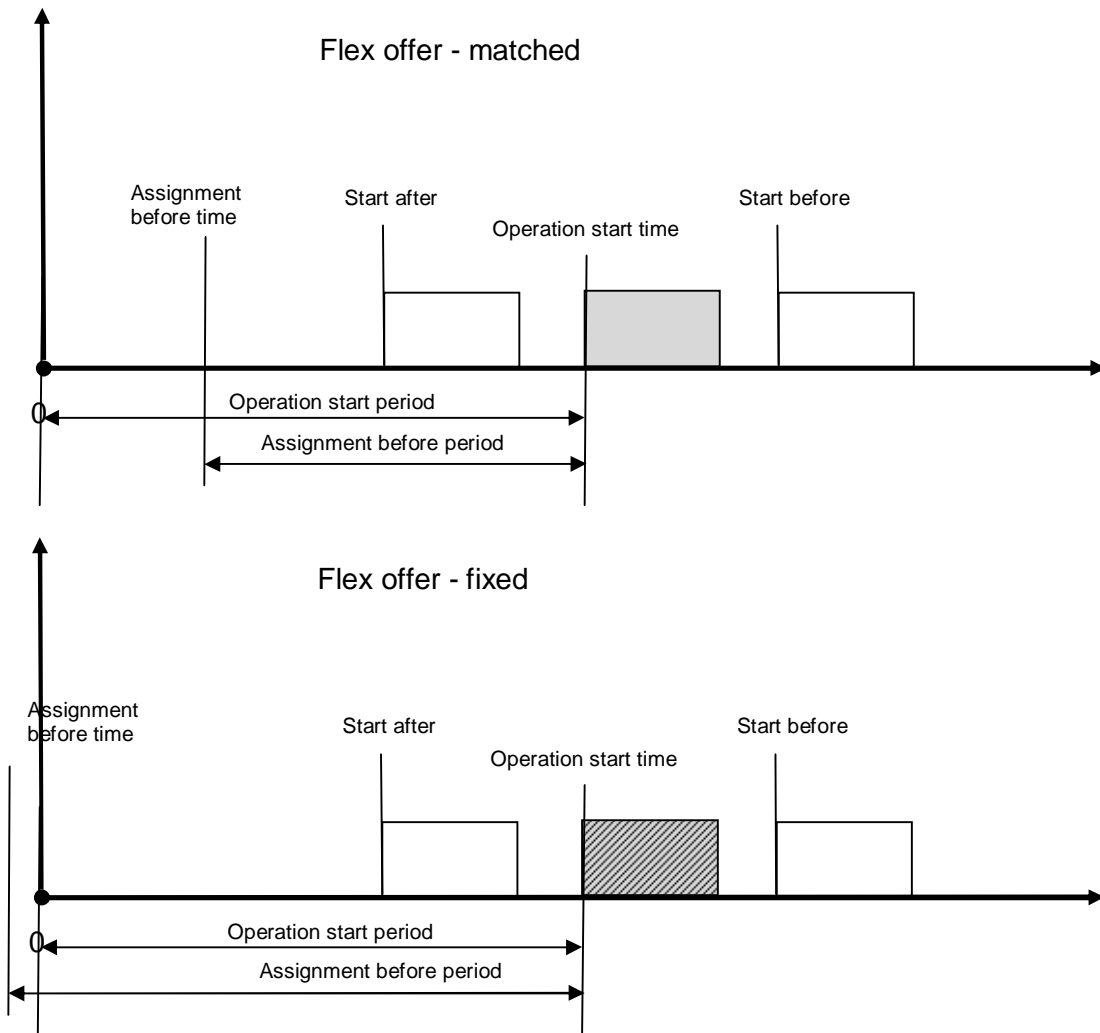 Flex offer - matched
Assignment
before time
Start after
Start before
Operation start time
0
Operation start period
Assignment before period
Flex offer - fixed
Assignment
before time
Start after
Start before
Operation start time
0
Operation start period
Assignment before period